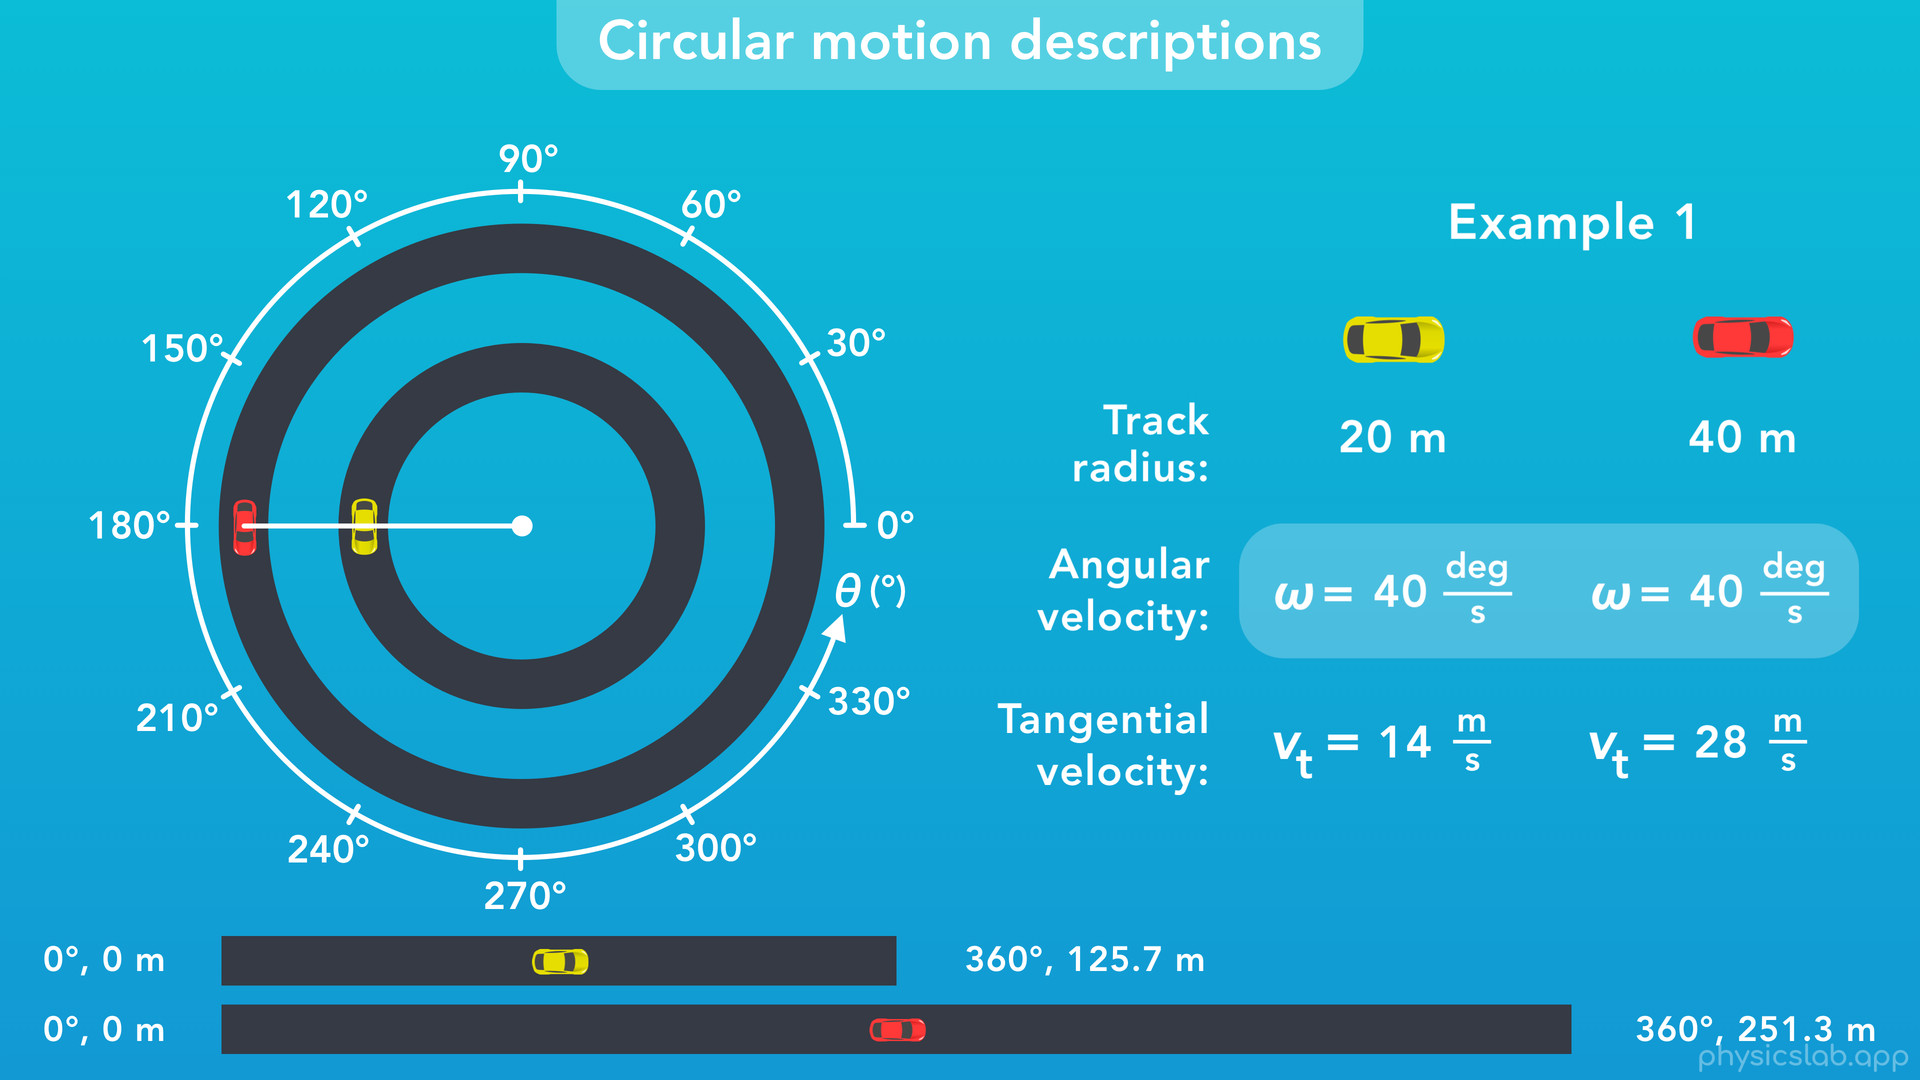 Circular motion descriptions
90°
120°
60°
150°
30°
180°
0°
θ (°)
210°
330°
240°
300°
270°
Example 1
Track
radius:
20 m
40 m
Angular
velocity:
ω = 40 deg/s
ω = 40 deg/s
Tangential
velocity:
vt = 14 m/s
vt = 28 m/s
0°, 0 m
360°, 125.7 m
0°, 0 m
360°, 251.3 m
physicslab.app